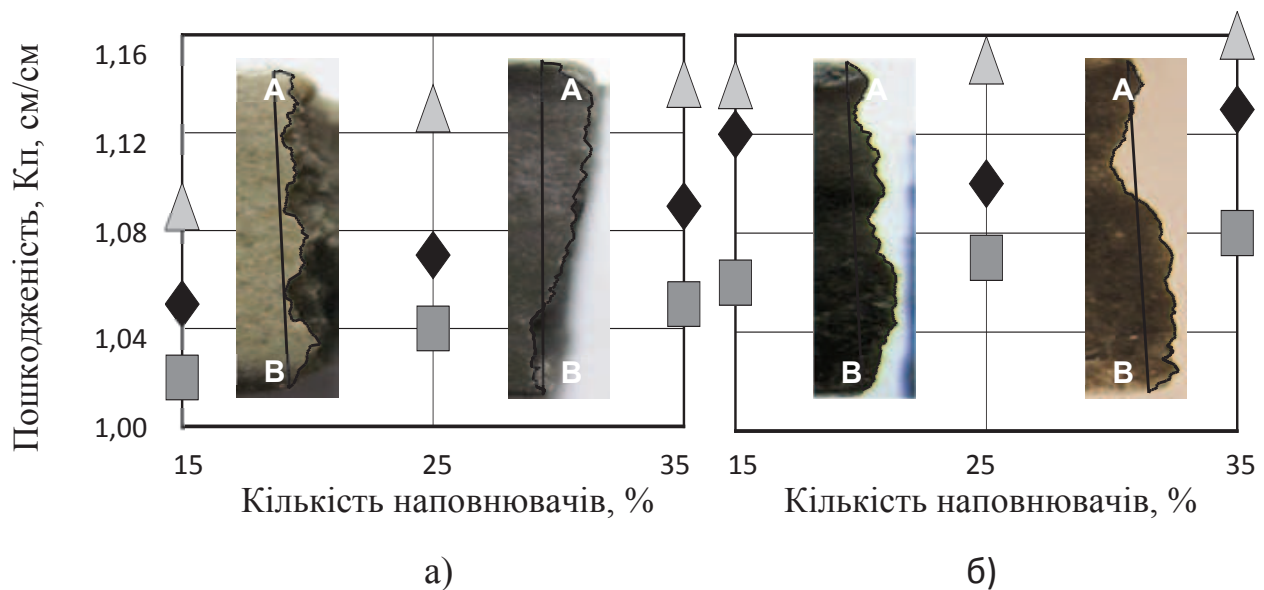 Пошкодженість, Кп, см/см
1,16
1,12
1,08
1,04
1,00
A
B
A
B
A
B
A
B
15
25
35
15
25
35
Кількість наповнювачів, %
Кількість наповнювачів, %
а)
б)